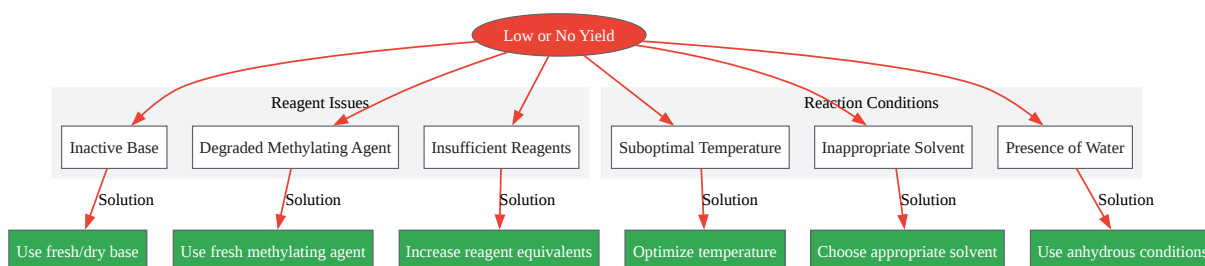 Low or No Yield
Reagent Issues
Reaction Conditions
Inactive Base
Degraded Methylating Agent
Insufficient Reagents
Suboptimal Temperature
Inappropriate Solvent
Presence of Water
Solution
Solution
Solution
Solution
Solution
Solution
Use fresh/dry base
Use fresh methylating agent
Increase reagent equivalents
Optimize temperature
Choose appropriate solvent
Use anhydrous conditions